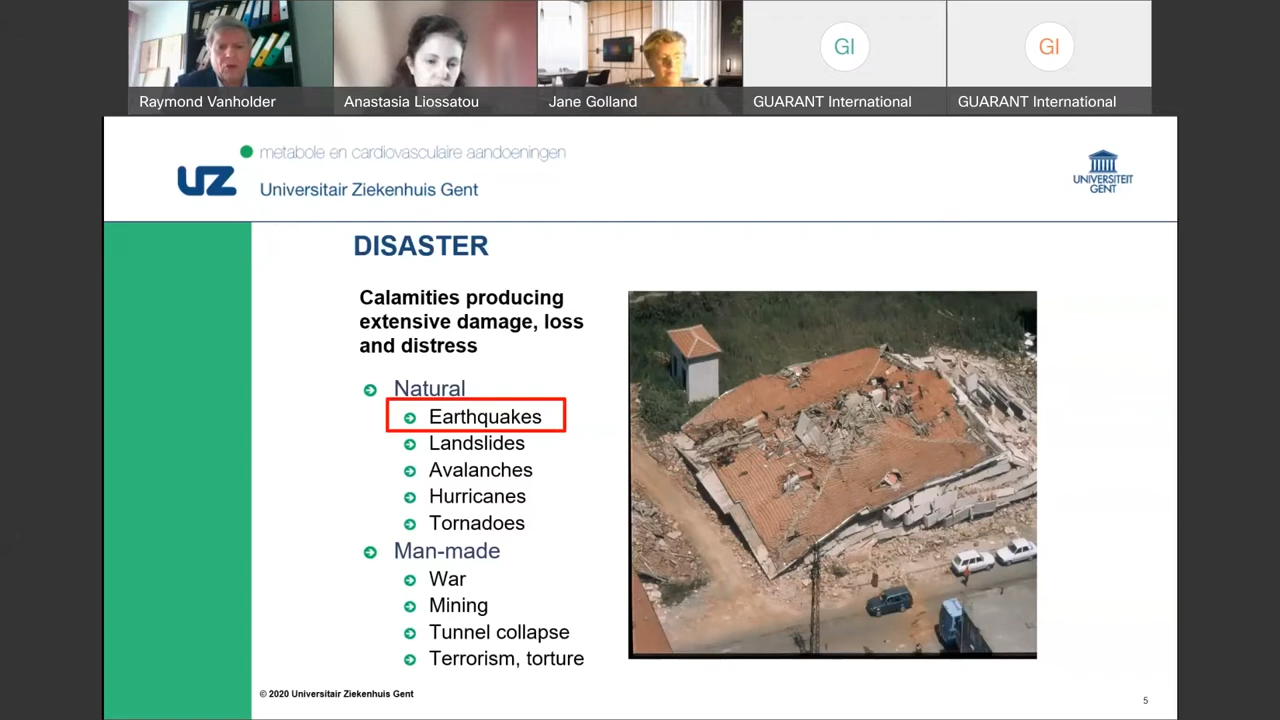 GI
GI
Raymond Vanholder
Anastasia Liossatou
Jane Golland
GUARANT International
GUARANT International
metabole en cardiovasculaire aandoeningen
UZ
Universitair Ziekenhuis Gent
UNIVERSITEIT
GENT
DISASTER
Calamities producing
extensive damage, loss
and distress
Natural
Earthquakes
Landslides
Avalanches
Hurricanes
Tornadoes
Man-made
War
Mining
Tunnel collapse
Terrorism, torture
© 2020 Universitair Ziekenhuis Gent
5